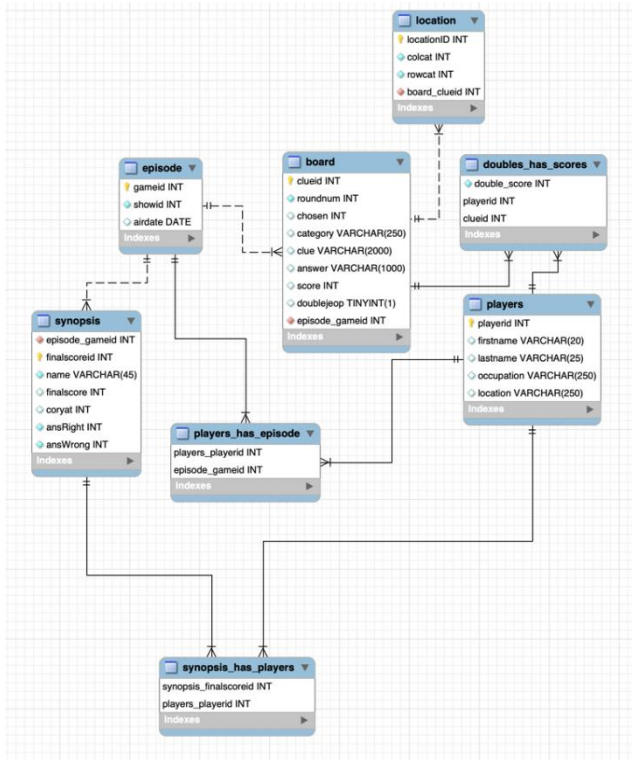 location
locationID INT
colcat INT
rowcat INT
board_clueid INT
Indexes
episode
gameid INT
showid INT
airdate DATE
Indexes
board
clueid INT
roundnum INT
chosen INT
category VARCHAR(250)
clue VARCHAR(2000)
answer VARCHAR(1000)
score INT
doublejeop TINYINT(1)
episode_gameid INT
Indexes
doubles_has_scores
double_score INT
playerid INT
clueid INT
Indexes
synopsis
episode_gameid INT
finalscoreid INT
name VARCHAR(45)
finalscore INT
coryat INT
ansRight INT
ansWrong INT
Indexes
players
playerid INT
firstname VARCHAR(20)
lastname VARCHAR(25)
occupation VARCHAR(250)
location VARCHAR(250)
Indexes
players_has_episode
players_playerid INT
episode_gameid INT
Indexes
synopsis_has_players
synopsis_finalscoreid INT
players_playerid INT
Indexes